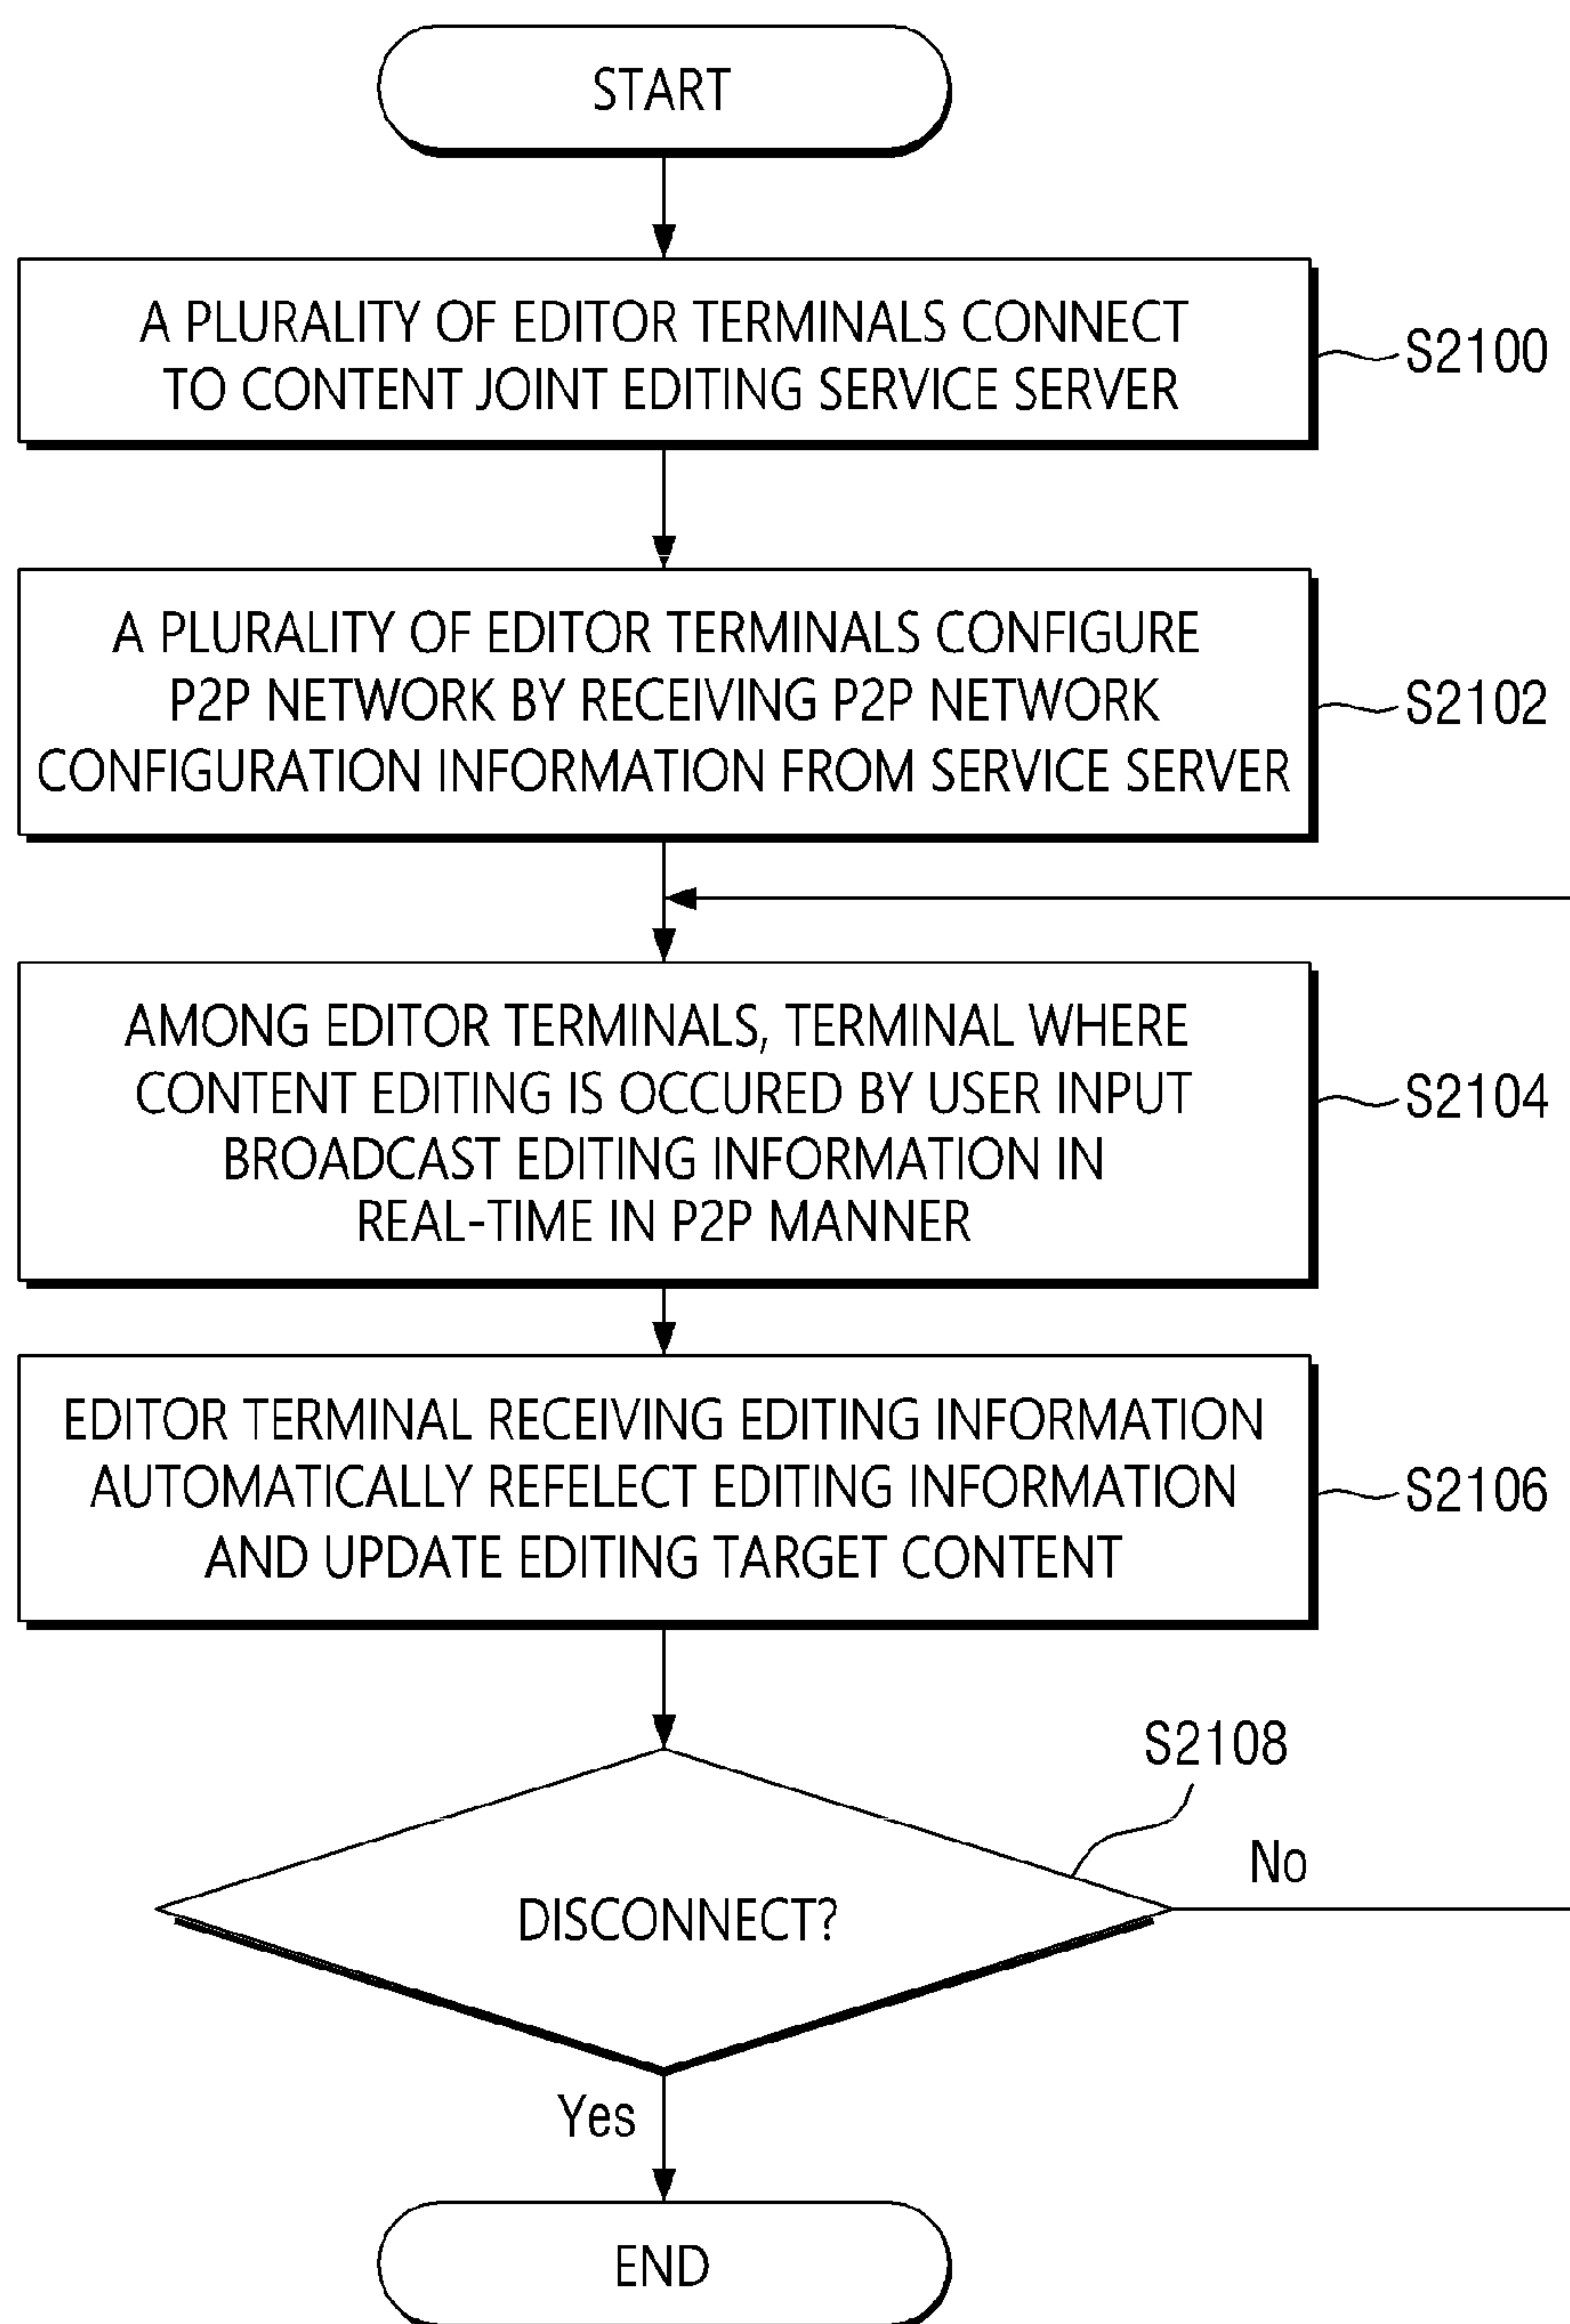 START
A PLURALITY OF EDITOR TERMINALS CONNECT
TO CONTENT JOINT EDITING SERVICE SERVER
S2100
A PLURALITY OF EDITOR TERMINALS CONFIGURE
P2P NETWORK BY RECEIVING P2P NETWORK
CONFIGURATION INFORMATION FROM SERVICE SERVER
S2102
AMONG EDITOR TERMINALS, TERMINAL WHERE
CONTENT EDITING IS OCCURED BY USER INPUT
BROADCAST EDITING INFORMATION IN
REAL-TIME IN P2P MANNER
S2104
EDITOR TERMINAL RECEIVING EDITING INFORMATION
AUTOMATICALLY REFELECT EDITING INFORMATION
AND UPDATE EDITING TARGET CONTENT
S2106
S2108
DISCONNECT?
No
Yes
END